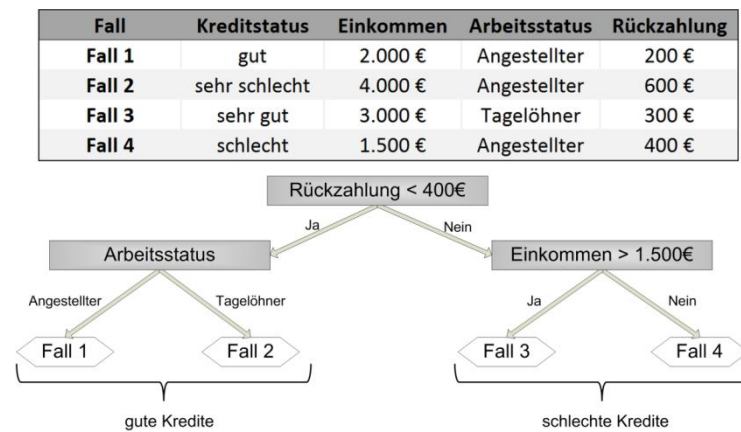 Fall Kreditstatus Einkommen Arbeitsstatus Rückzahlung
Fall 1 gut 2.000 € Angestellter 200 €
Fall 2 sehr schlecht 4.000 € Angestellter 600 €
Fall 3 sehr gut 3.000 € Tagelöhner 300 €
Fall 4 schlecht 1.500 € Angestellter 400 €
Rückzahlung < 400€
Ja Nein
Arbeitsstatus Einkommen > 1.500€
Angestellter Tagelöhner Ja Nein
Fall 1 Fall 2 Fall 3 Fall 4
gute Kredite schlechte Kredite